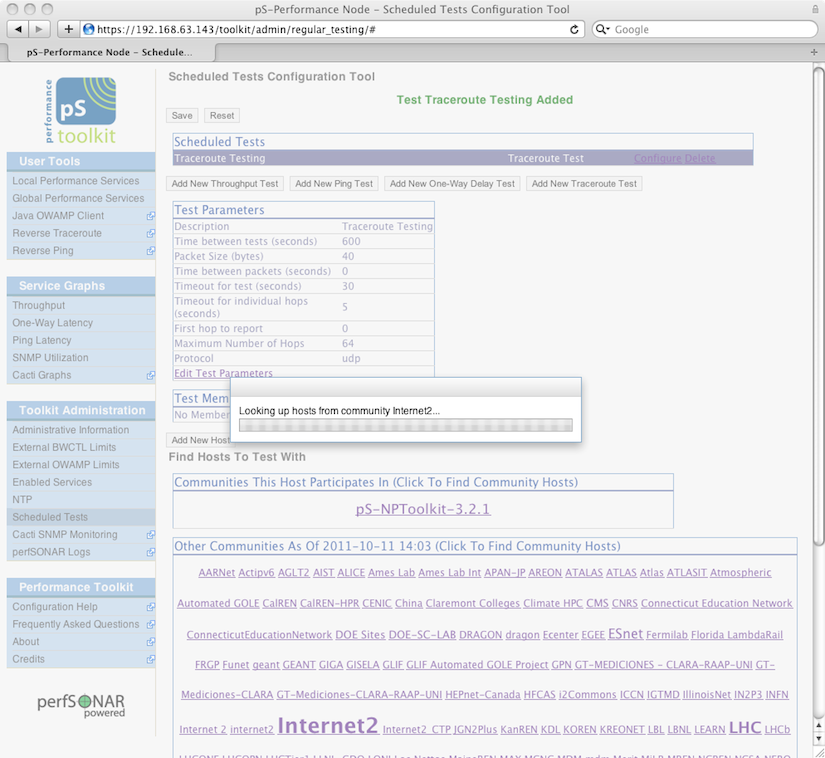 pS-Performance Node – Scheduled Tests Configuration Tool
https://192.168.63.143/toolkit/admin/regular_testing/#
Google
pS-Performance Node – Schedule...
performance
pS
toolkit
User Tools
Local Performance Services
Global Performance Services
Java OWAMP Client
Reverse Traceroute
Reverse Ping
Service Graphs
Throughput
One-Way Latency
Ping Latency
SNMP Utilization
Cacti Graphs
Toolkit Administration
Administrative Information
External BWCTL Limits
External OWAMP Limits
Enabled Services
NTP
Scheduled Tests
Cacti SNMP Monitoring
perfSONAR Logs
Performance Toolkit
Configuration Help
Frequently Asked Questions
About
Credits
perfSONAR
powered
Scheduled Tests Configuration Tool
Test Traceroute Testing Added
Save Reset
Scheduled Tests
Traceroute Testing Traceroute Test Configure Delete
Add New Throughput Test Add New Ping Test Add New One-Way Delay Test Add New Traceroute Test
Test Parameters
Description Traceroute Testing
Time between tests (seconds) 600
Packet Size (bytes) 40
Time between packets (seconds) 0
Timeout for test (seconds) 30
Timeout for individual hops
(seconds) 5
First hop to report 0
Maximum Number of Hops 64
Protocol udp
Edit Test Parameters
Test Mem
No Member
Add New Host
Looking up hosts from community Internet2...
Find Hosts To Test With
Communities This Host Participates In (Click To Find Community Hosts)
pS-NPToolkit-3.2.1
Other Communities As Of 2011-10-11 14:03 (Click To Find Community Hosts)
AARNet Actipv6 AGLT2 AIST ALICE Ames Lab Ames Lab Int APAN-JP AREON ATALAS ATLAS Atlas ATLASIT Atmospheric
Automated GOLE CalREN CalREN-HPR CENIC China Claremont Colleges Climate HPC CMS CNRS Connecticut Education Network
ConnecticutEducationNetwork DOE Sites DOE-SC-LAB DRAGON dragon Ecenter EGEE ESnet Fermilab Florida LambdaRail
FRGP Funet geant GEANT GIGA GISELA GLIF GLIF Automated GOLE Project GPN GT-MEDICIONES - CLARA-RAAP-UNI GT-
Mediciones-CLARA GT-Mediciones-CLARA-RAAP-UNI HEPnet-Canada HFCAS i2Commons ICCN IGTMD IllinoisNet IN2P3 INFN
Internet 2 internet2 Internet2 Internet2_CTP JGN2Plus KanREN KDL KOREN KREONET LBL LBNL LEARN LHC LHCb